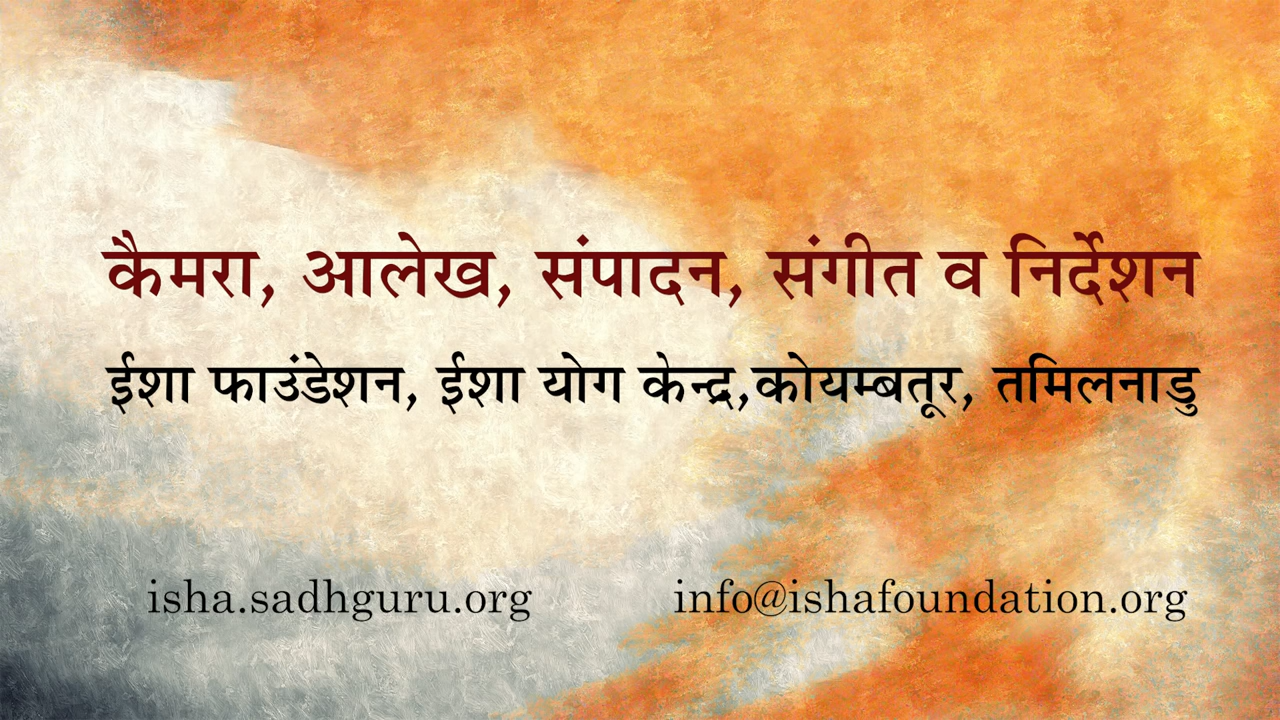 कैमरा, आलेख, संपादन, संगीत व निर्देशन
ईशा फाउंडेशन, ईशा योग केन्द्र,कोयम्बतूर, तमिलनाडु
isha.sadhguru.org info@ishafoundation.org